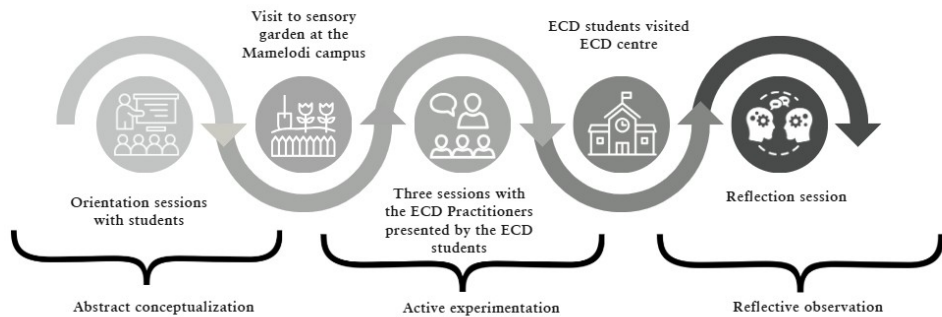 Visit to sensory
garden at the
Mamelodi campus
ECD students visited
ECD centre
Orientation sessions
with students
Three sessions with
the ECD Practitioners
presented by the ECD
students
Reflection session
Abstract conceptualization
Active experimentation
Reflective observation